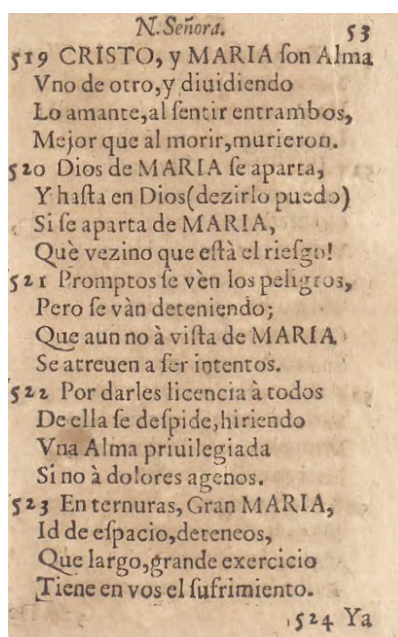 N. Señora. 53
519 CRISTO, y MARIA ſon Alma
Vno de otro, y diuidiendo
Lo amante, al ſentir entrambos,
Mejor que al morir, murieron.
520 Dios de MARIA ſe aparta,
Y haſta en Dios (dezirlo puedo)
Si ſe aparta de MARIA,
Què vezino que eſtà el rieſgo!
521 Promptos ſe vèn los peligros,
Pero ſe vàn deteniendo;
Que aun no à viſta de MARIA
Se atreuen a ſer intentos.
522 Por darles licencia à todos
De ella ſe deſpide, hiriendo
Vna Alma priuilegiada
Si no à dolores agenos.
523 En ternuras, Gran MARIA,
Id de eſpacio, deteneos,
Que largo, grande exercicio
Tiene en vos el ſufrimiento.
524 Ya